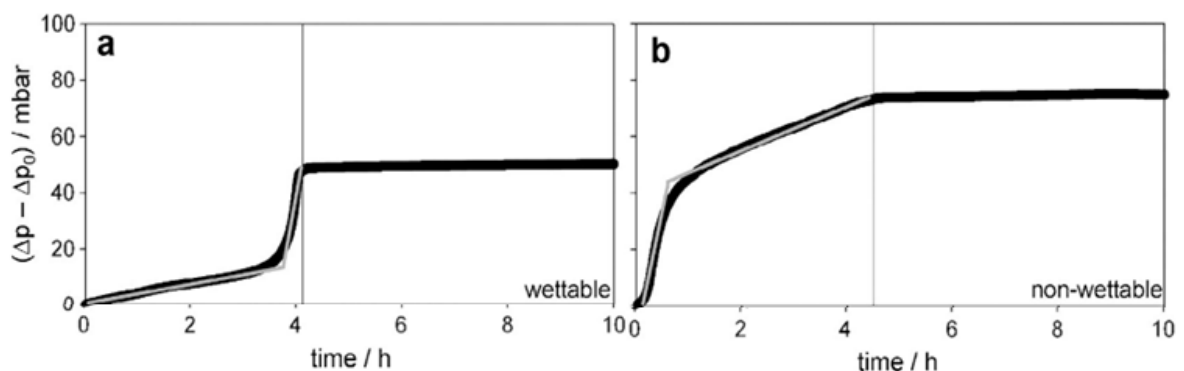 a
b
100
80
60
40
20
0
(Δp – Δp₀) / mbar
wettable
non-wettable
0 2 4 6 8 10
0 2 4 6 8 10
time / h
time / h